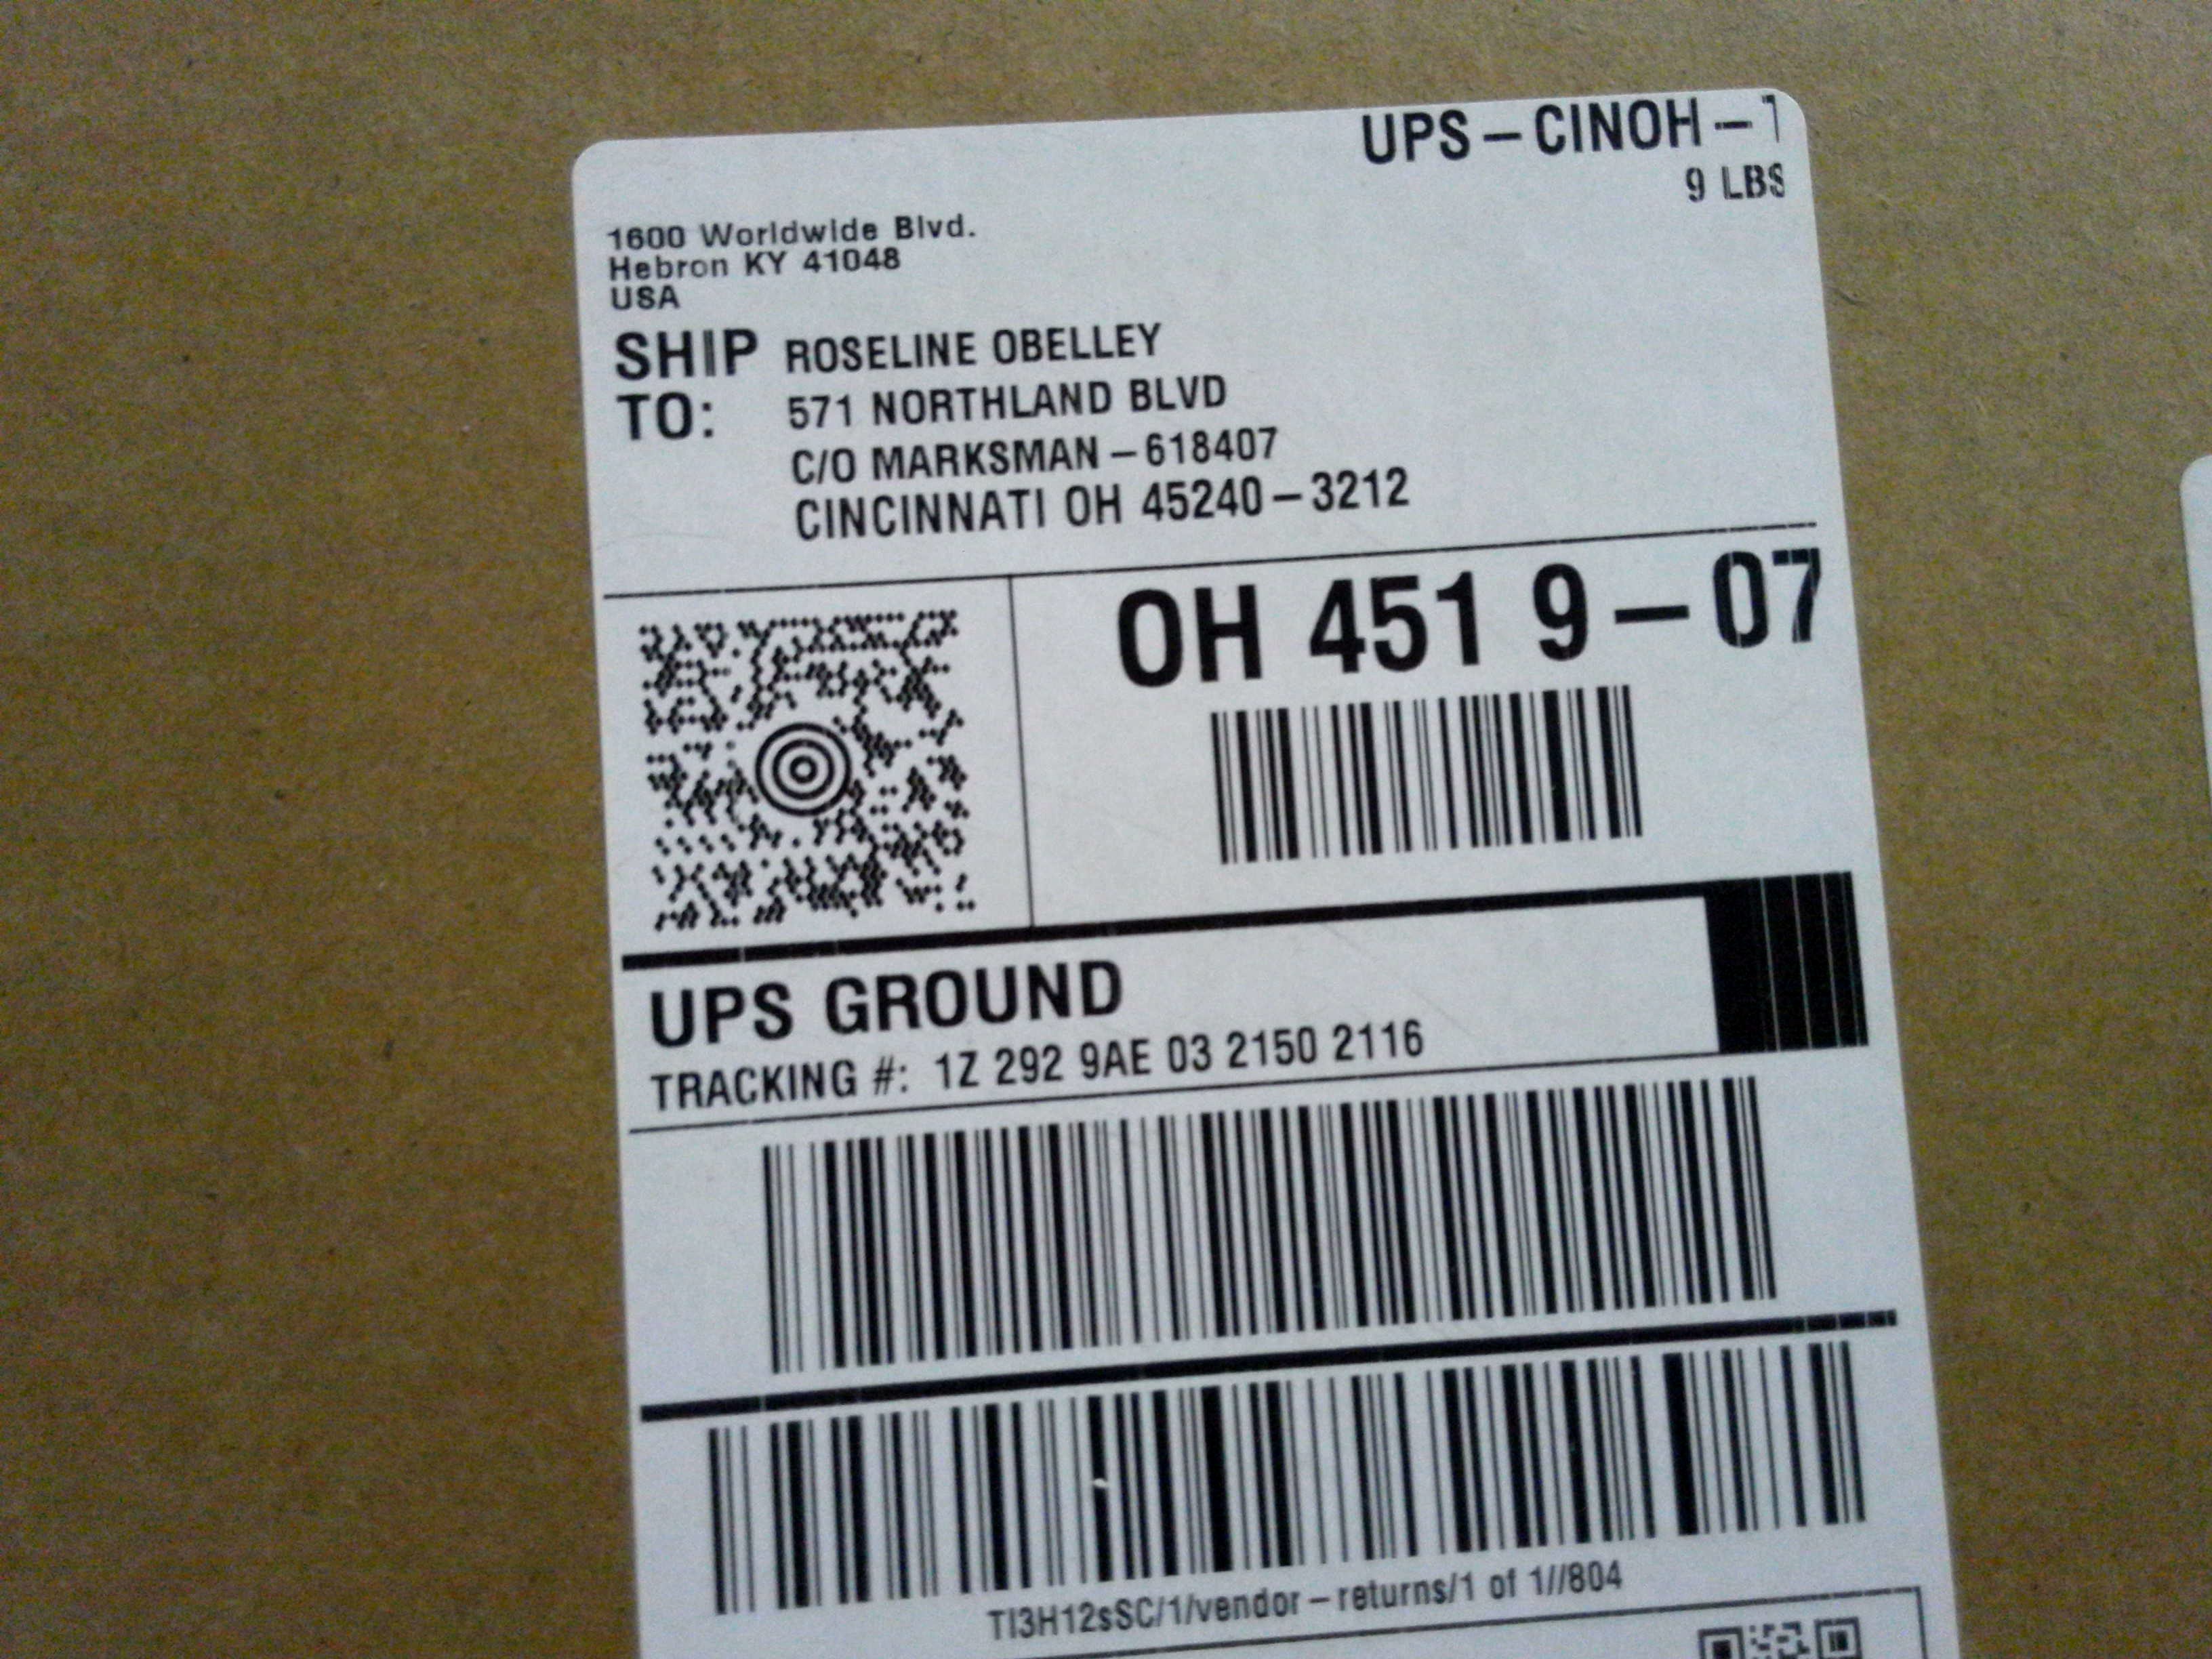 UPS – CINOH –
9 LBS
1600 Worldwide Blvd.
Hebron KY 41048
USA
SHIP TO: ROSELINE OBELLEY
571 NORTHLAND BLVD
C/O MARKSMAN – 618407
CINCINNATI OH 45240 – 3212
OH 451 9 – 07
UPS GROUND
TRACKING #: 1Z 292 9AE 03 2150 2116
TI3H12sSC/1/vendor – returns/1 of 1//804